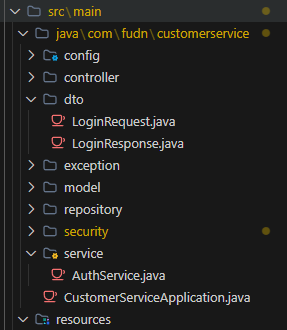 src\main
java\com\fudn\customerservice
config
controller
dto
LoginRequest.java
LoginResponse.java
exception
model
repository
security
service
AuthService.java
CustomerServiceApplication.java
resources